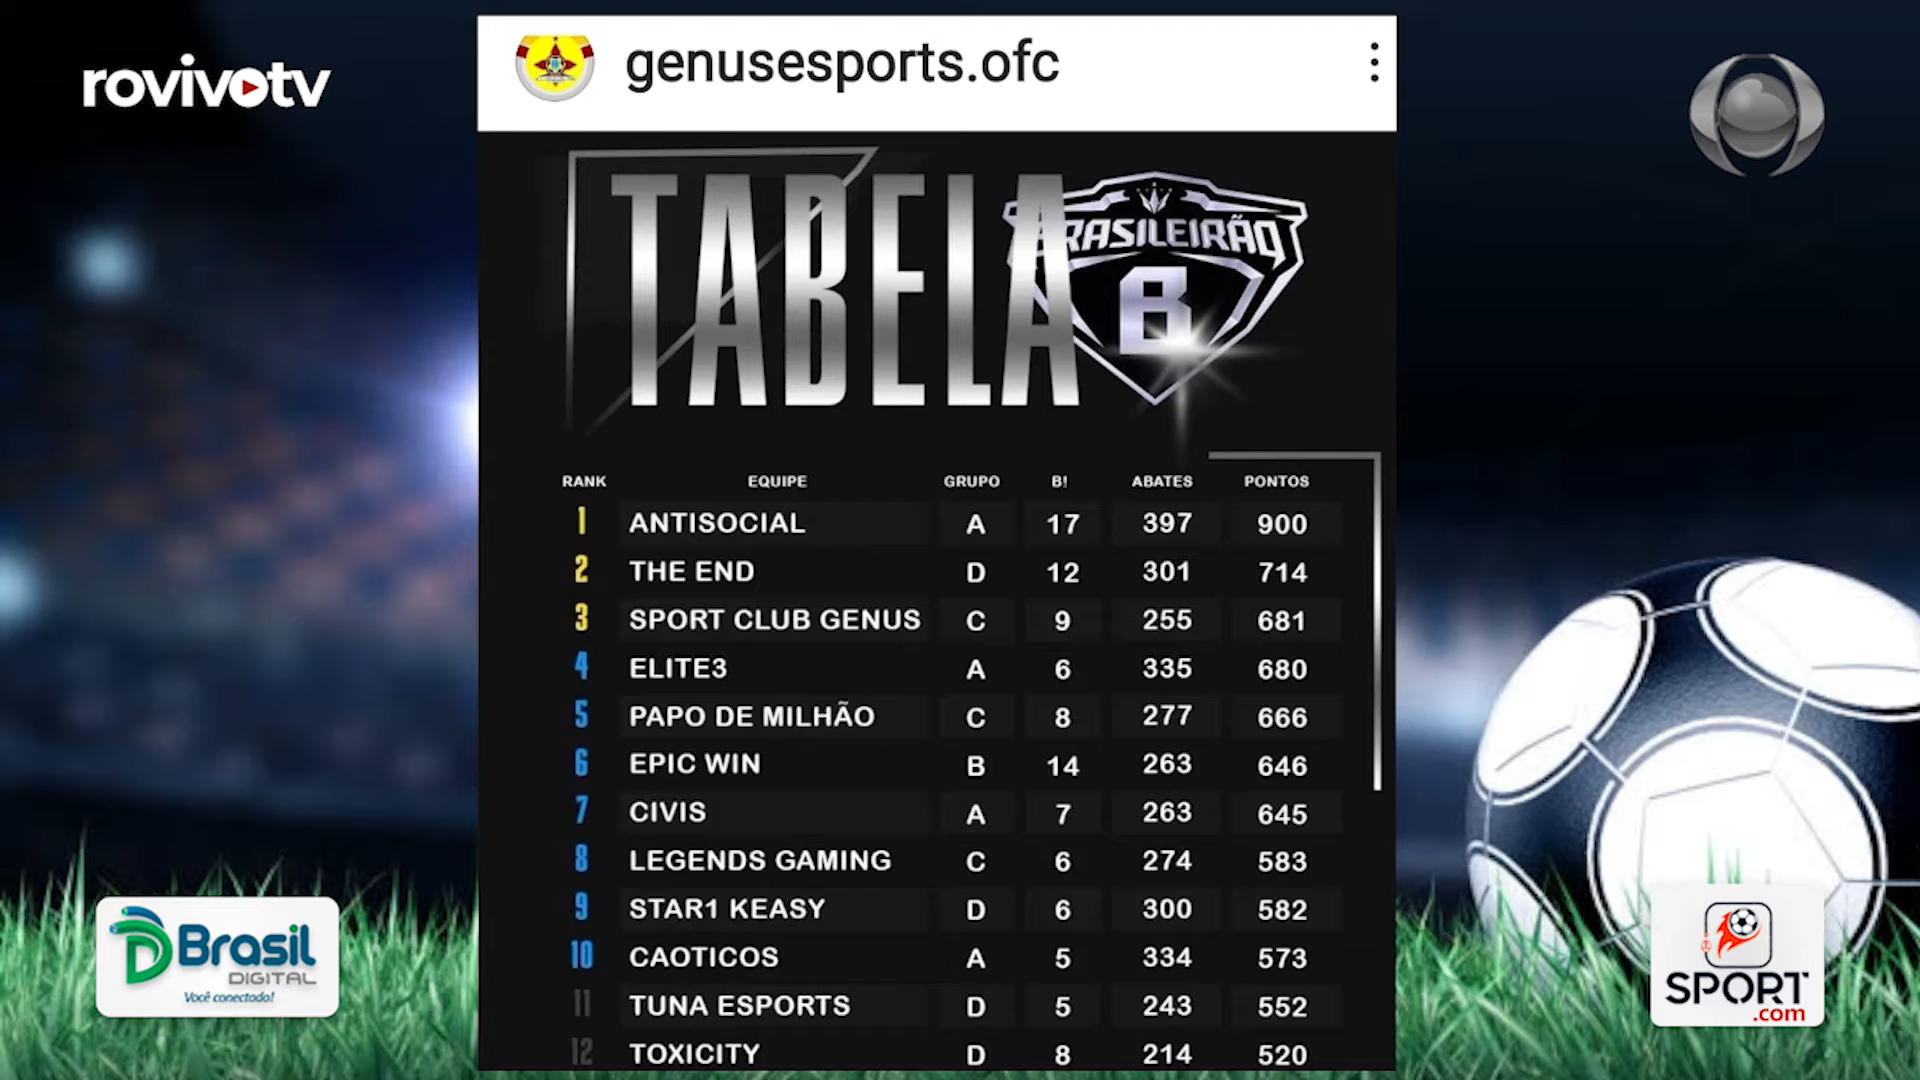 rovivotv
genusesports.ofc
TABELA
BRASILEIRÃO
B
RANK EQUIPE GRUPO B! ABATES PONTOS
1 ANTISOCIAL A 17 397 900
2 THE END D 12 301 714
3 SPORT CLUB GENUS C 9 255 681
4 ELITE3 A 6 335 680
5 PAPO DE MILHÃO C 8 277 666
6 EPIC WIN B 14 263 646
7 CIVIS A 7 263 645
8 LEGENDS GAMING C 6 274 583
9 STAR1 KEASY D 6 300 582
10 CAOTICOS A 5 334 573
11 TUNA ESPORTS D 5 243 552
12 TOXICITY D 8 214 520
Brasil
DIGITAL
Você conectado!
SPORT
.com